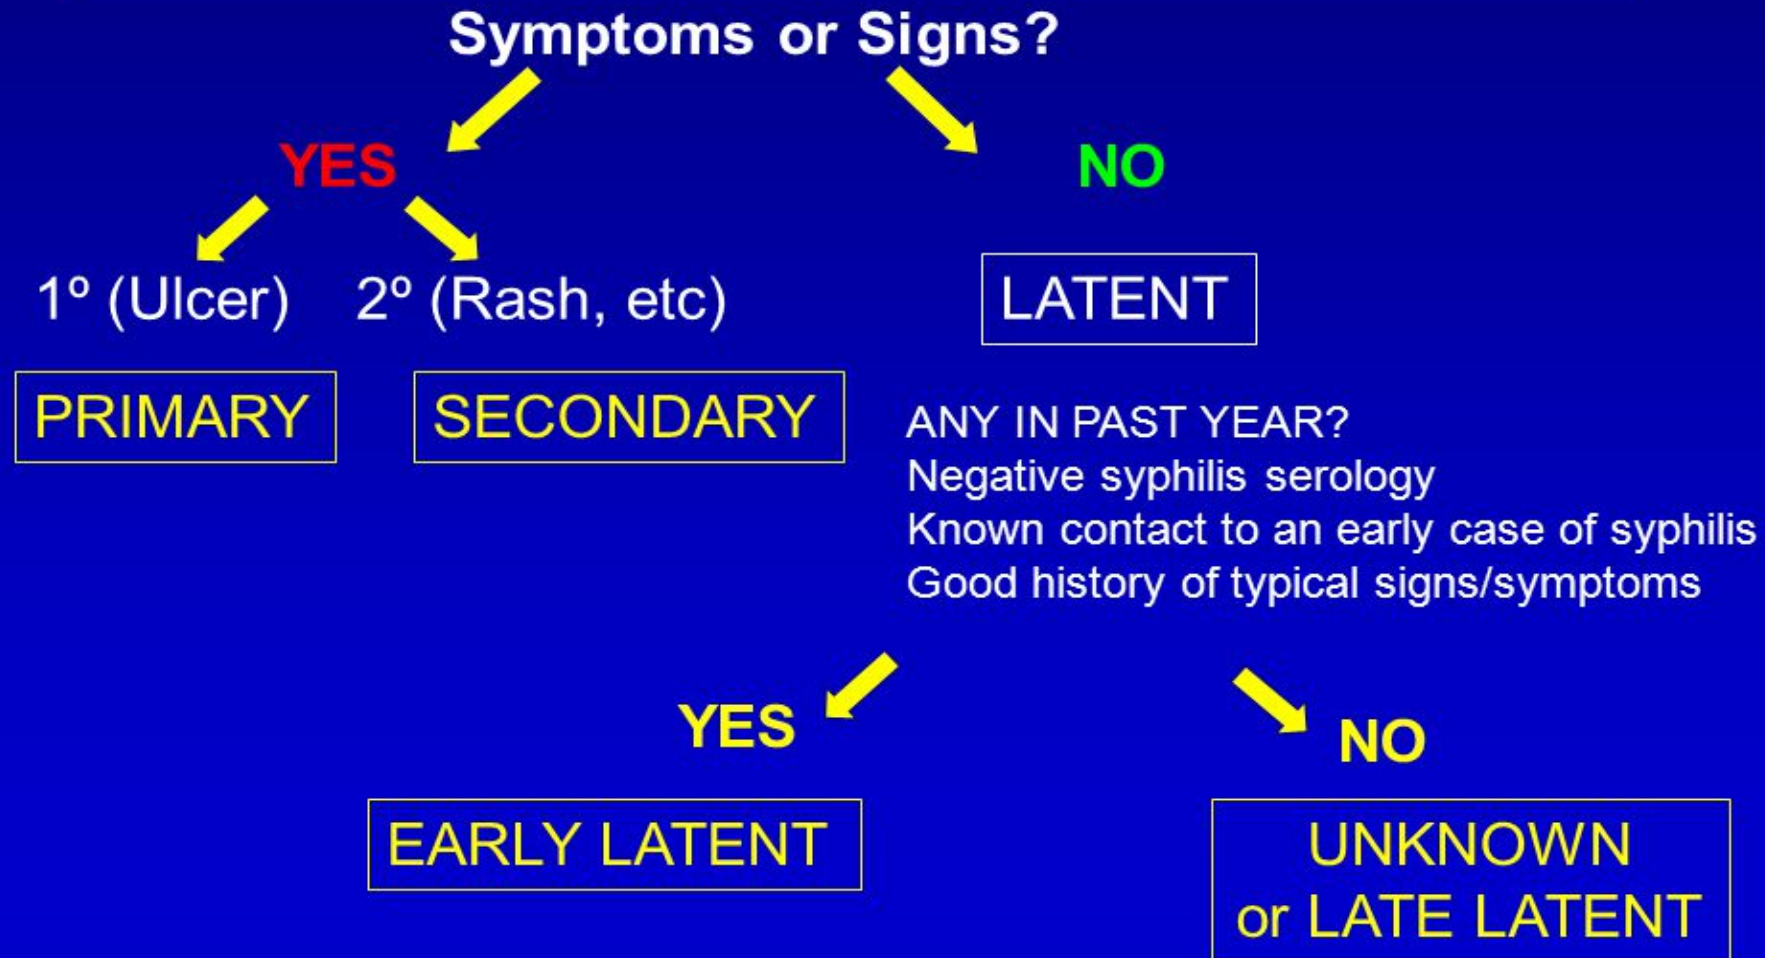 Symptoms or Signs?
YES
NO
1º (Ulcer)
2º (Rash, etc)
LATENT
PRIMARY
SECONDARY
ANY IN PAST YEAR?
Negative syphilis serology
Known contact to an early case of syphilis
Good history of typical signs/symptoms
YES
NO
EARLY LATENT
UNKNOWN
or LATE LATENT